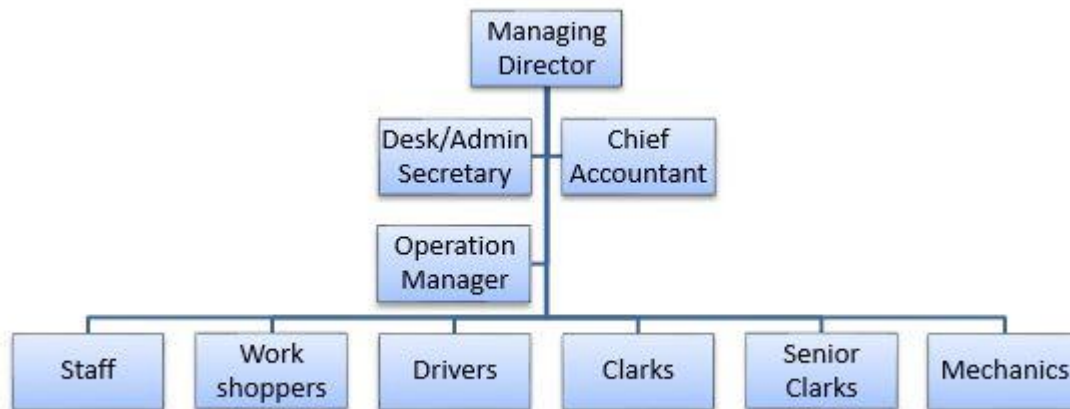 Managing
Director
Desk/Admin
Secretary
Chief
Accountant
Operation
Manager
Staff
Work
shoppers
Drivers
Clarks
Senior
Clarks
Mechanics